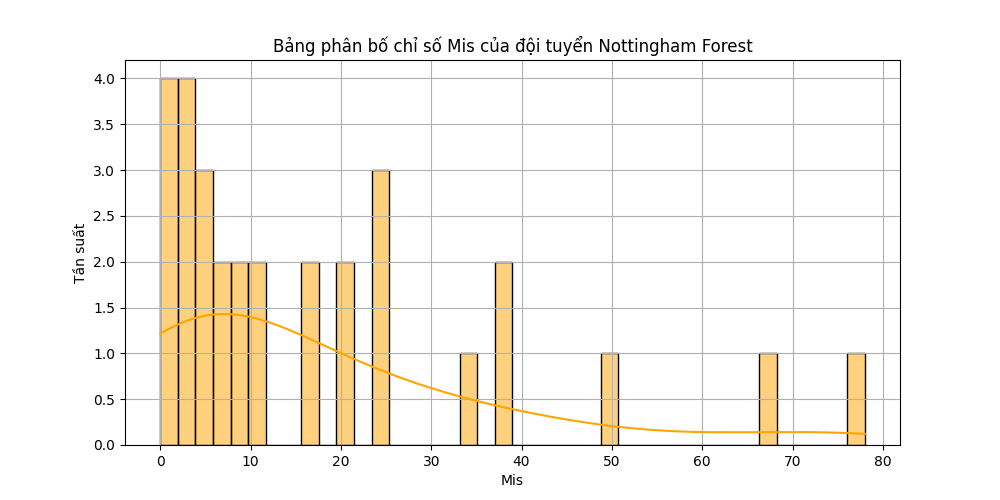 Bảng phân bố chỉ số Mis của đội tuyển Nottingham Forest
Tần suất
4.0
3.5
3.0
2.5
2.0
1.5
1.0
0.5
0.0
0 10 20 30 40 50 60 70 80
Mis